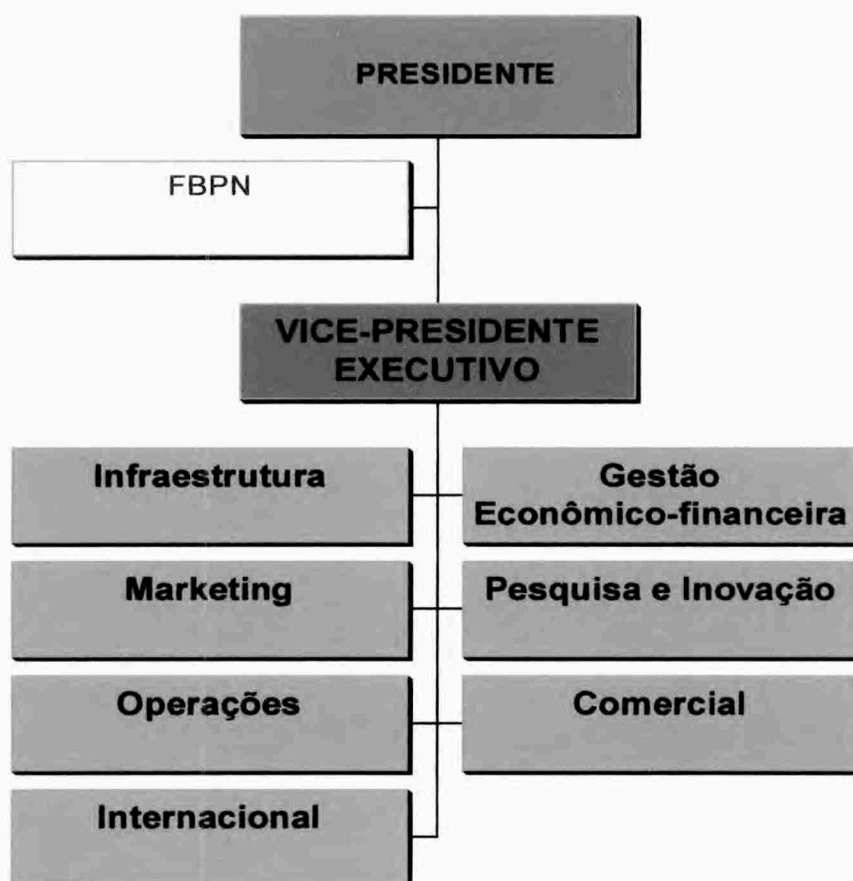 PRESIDENTE
FBPN
VICE-PRESIDENTE
EXECUTIVO
Infraestrutura
Gestão
Econômico-financeira
Marketing
Pesquisa e Inovação
Operações
Comercial
Internacional